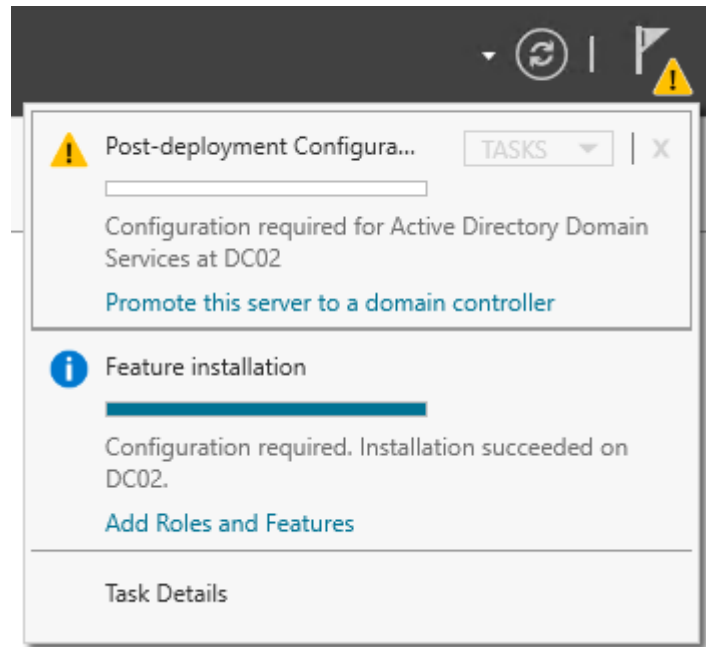 Post-deployment Configura...
TASKS
X
Configuration required for Active Directory Domain
Services at DC02
Promote this server to a domain controller
Feature installation
Configuration required. Installation succeeded on
DC02.
Add Roles and Features
Task Details